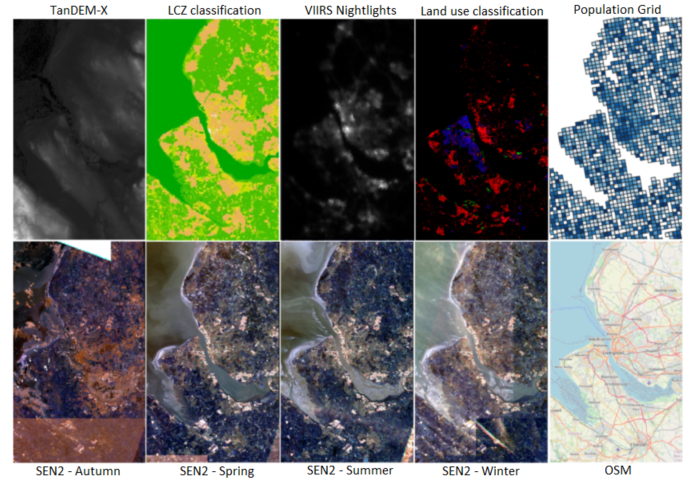 TanDEM-X LCZ classification VIIRS Nightlights Land use classification Population Grid
SEN2 - Autumn SEN2 - Spring SEN2 - Summer SEN2 - Winter OSM